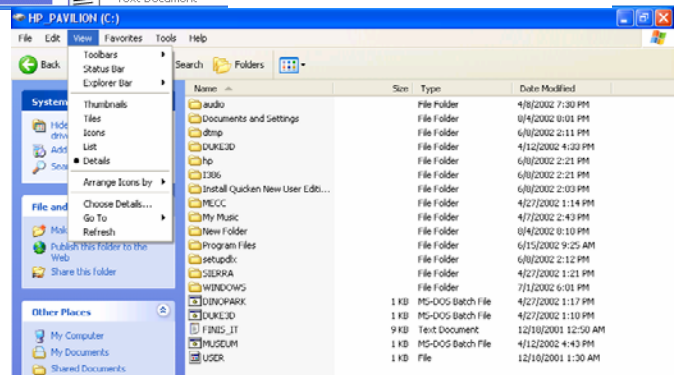 Text Document
HP_PAVILION (C:)
File Edit View Favorites Tools Help
Back Search Folders
Toolbars
Status Bar
Explorer Bar
Thumbnails
Tiles
Icons
List
Details
Arrange Icons by
Choose Details...
Go To
Refresh
System
Hide
Add
File and
Publish this folder to the
Web
Share this folder
Other Places
My Computer
My Documents
Shared Documents
Name Size Type Date Modified
audio File Folder 4/8/2002 7:30 PM
Documents and Settings File Folder 8/4/2002 8:01 PM
dtmp File Folder 6/8/2002 2:11 PM
DUKE3D File Folder 4/12/2002 4:33 PM
hp File Folder 6/8/2002 2:21 PM
I386 File Folder 6/8/2002 2:21 PM
Install Quicken New User Editi... File Folder 6/8/2002 2:03 PM
MECC File Folder 4/27/2002 1:14 PM
My Music File Folder 4/7/2002 2:43 PM
New Folder File Folder 8/4/2002 8:10 PM
Program Files File Folder 6/15/2002 9:25 AM
setupdlx File Folder 6/8/2002 2:12 PM
SIERRA File Folder 4/27/2002 1:21 PM
WINDOWS File Folder 7/1/2002 6:01 PM
DINOPARK 1 KB MS-DOS Batch File 4/27/2002 1:17 PM
DUKE3D 1 KB MS-DOS Batch File 4/27/2002 1:10 PM
FINIS_IT 9 KB Text Document 12/18/2001 12:50 AM
MUSEUM 1 KB MS-DOS Batch File 4/12/2002 4:43 PM
USER 1 KB File 12/18/2001 1:30 AM